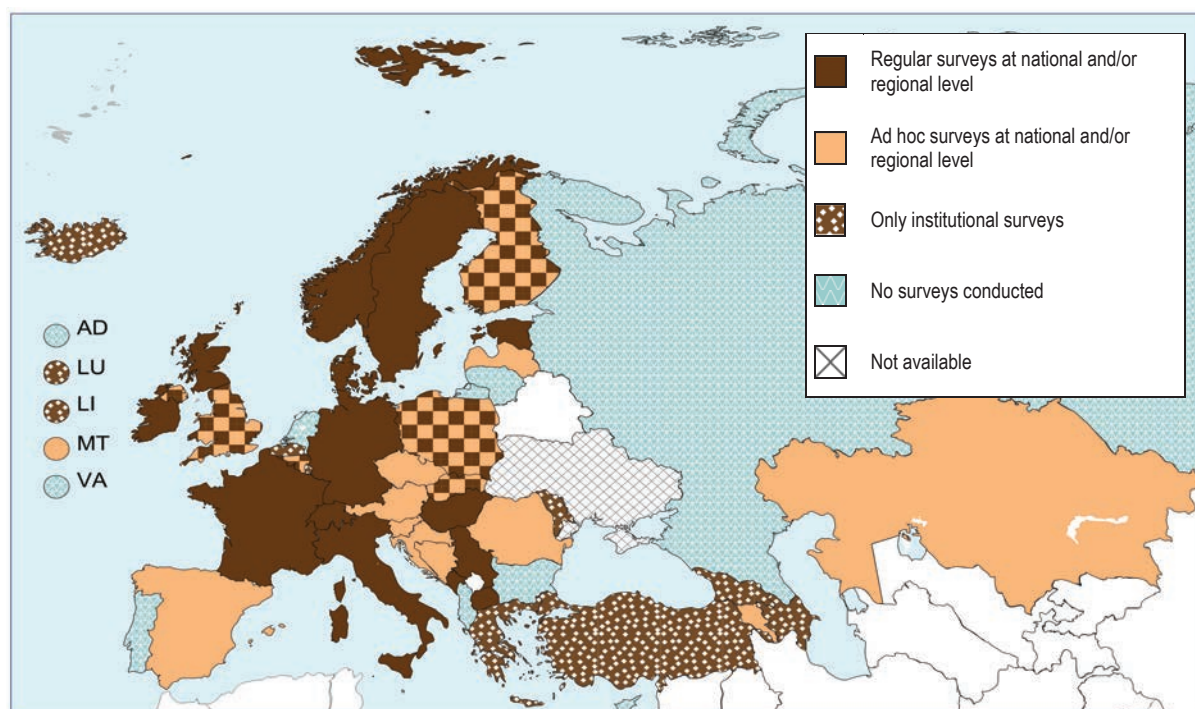 Regular surveys at national and/or
regional level
Ad hoc surveys at national and/or
regional level
Only institutional surveys
No surveys conducted
Not available
AD
LU
LI
MT
VA